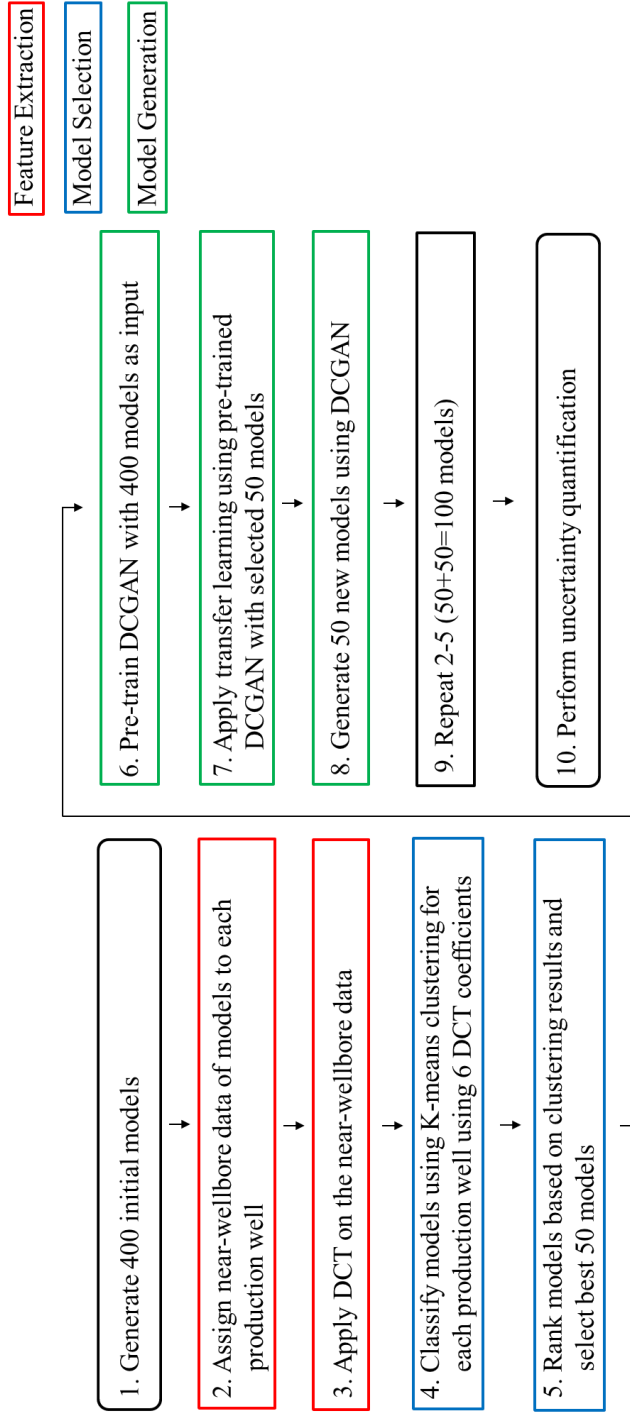 1. Generate 400 initial models
2. Assign near-wellbore data of models to each
production well
3. Apply DCT on the near-wellbore data
4. Classify models using K-means clustering for
each production well using 6 DCT coefficients
5. Rank models based on clustering results and
select best 50 models
6. Pre-train DCGAN with 400 models as input
7. Apply transfer learning using pre-trained
DCGAN with selected 50 models
8. Generate 50 new models using DCGAN
9. Repeat 2-5 (50+50=100 models)
10. Perform uncertainty quantification
Feature Extraction
Model Selection
Model Generation